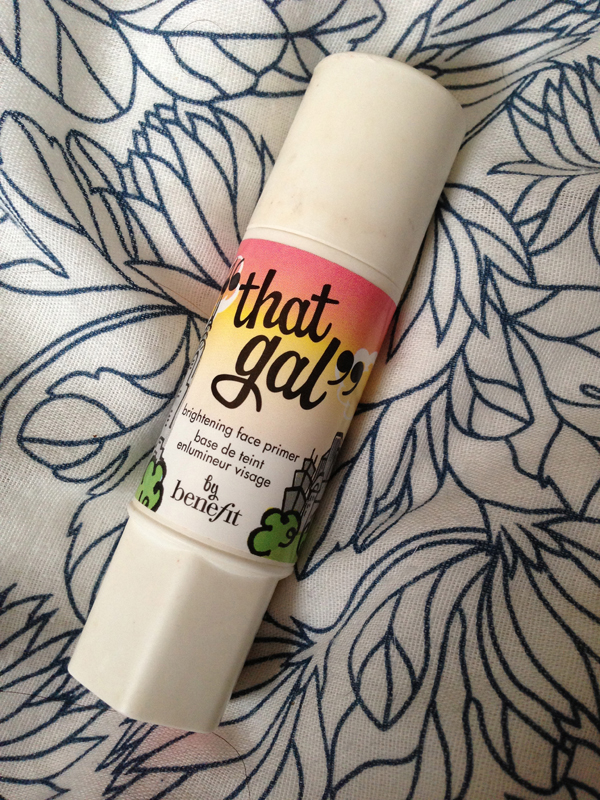 “that
gal”
brightening face primer
base de teint
enlumineur visage
by
benefit